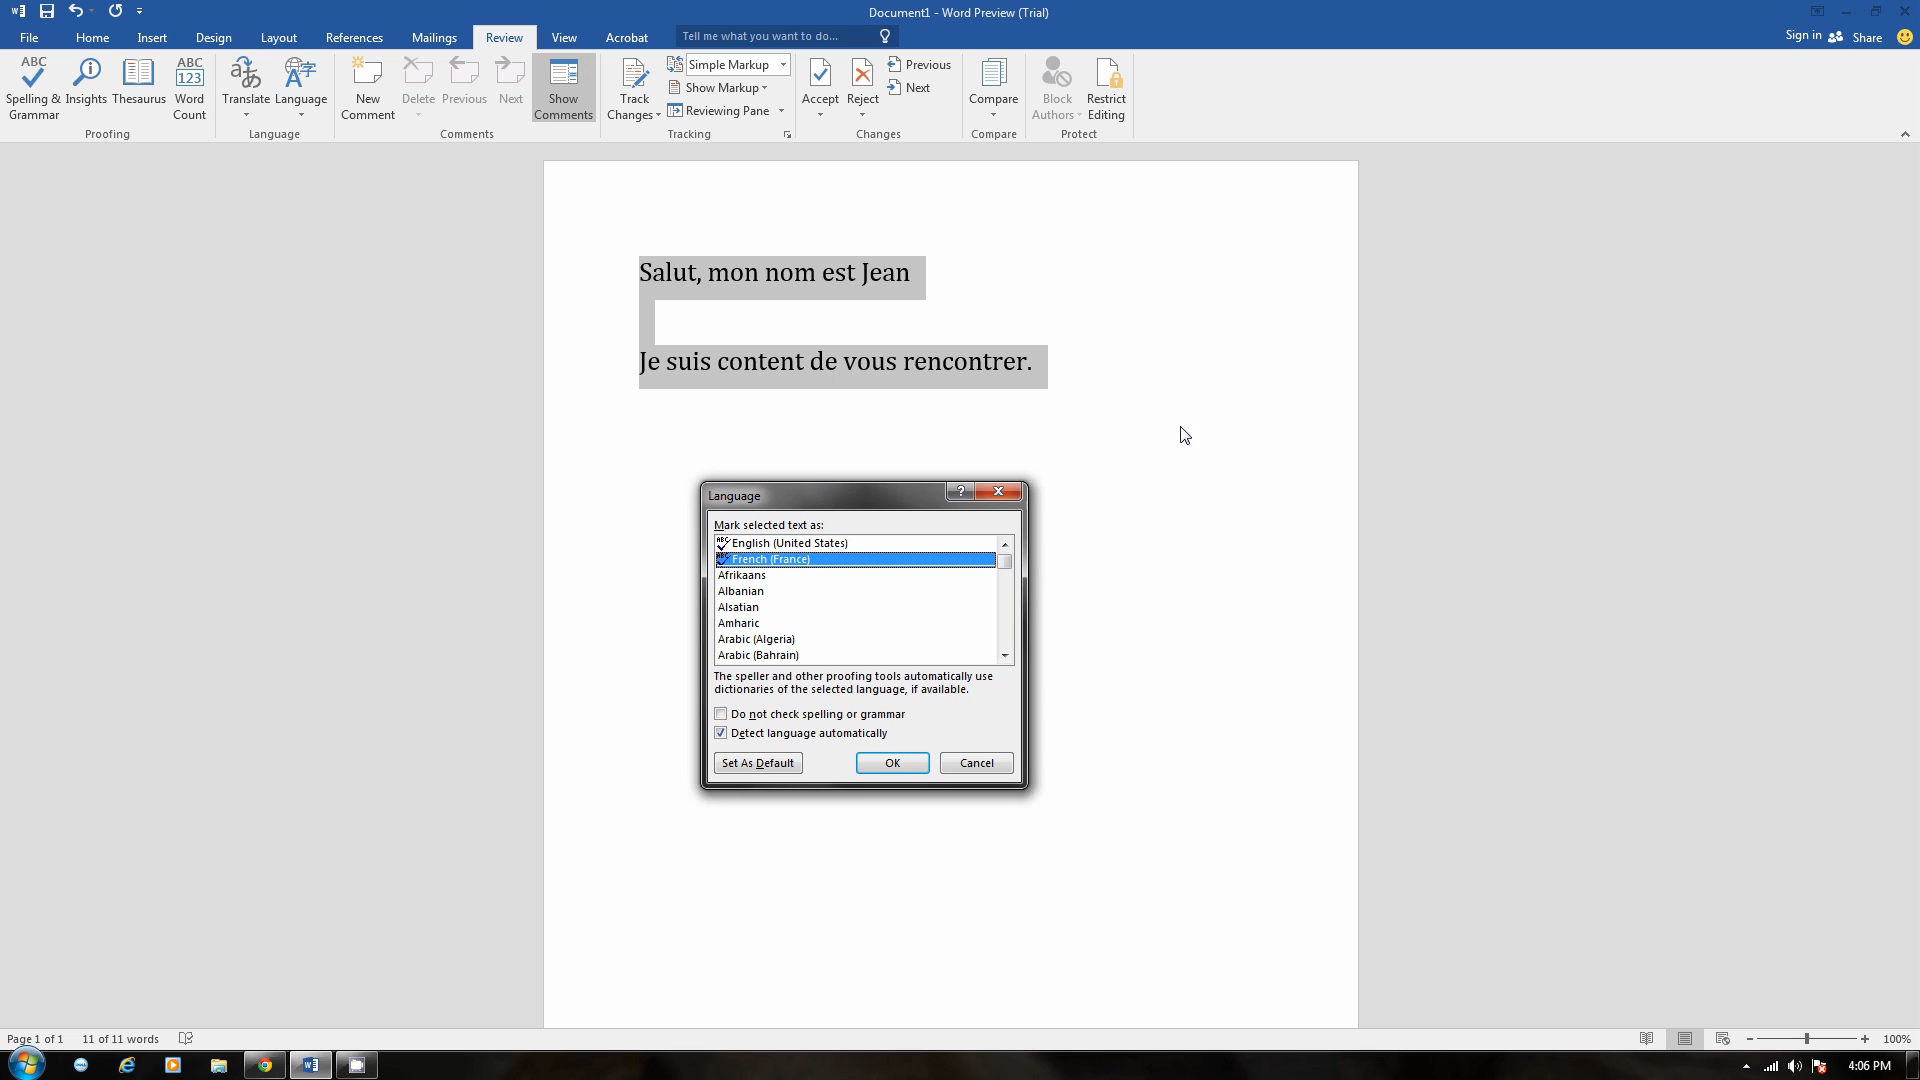 Document1 - Word Preview (Trial)
File Home Insert Design Layout References Mailings Review View Acrobat Tell me what you want to do... Sign in Share
ABC
Spelling & Grammar
Insights
Thesaurus
ABC 123
Word Count
Proofing
Translate
Language
Language
New Comment
Delete
Previous
Next
Show Comments
Comments
Track Changes
Simple Markup
Show Markup
Reviewing Pane
Tracking
Accept
Reject
Previous
Next
Changes
Compare
Compare
Block Authors
Restrict Editing
Protect
Salut, mon nom est Jean
Je suis content de vous rencontrer.
Language
Mark selected text as:
English (United States)
French (France)
Afrikaans
Albanian
Alsatian
Amharic
Arabic (Algeria)
Arabic (Bahrain)
The speller and other proofing tools automatically use
dictionaries of the selected language, if available.
Do not check spelling or grammar
Detect language automatically
Set As Default OK Cancel
Page 1 of 1 11 of 11 words 100%
4:06 PM